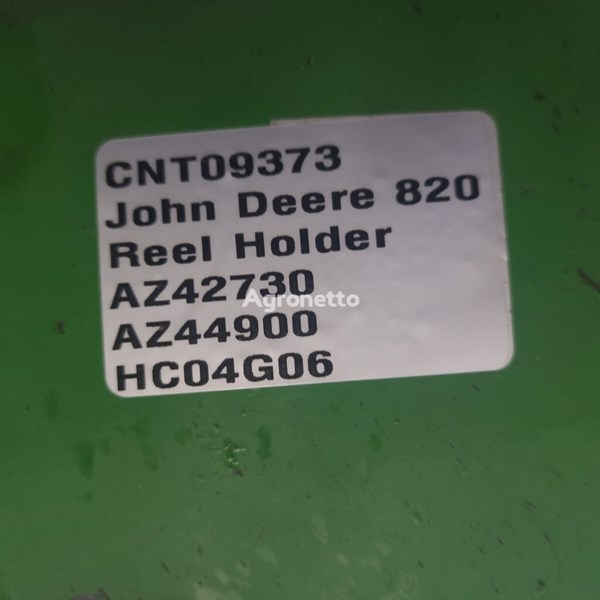 CNT09373
John Deere 820
Reel Holder
AZ42730
Agronetto
AZ44900
HC04G06